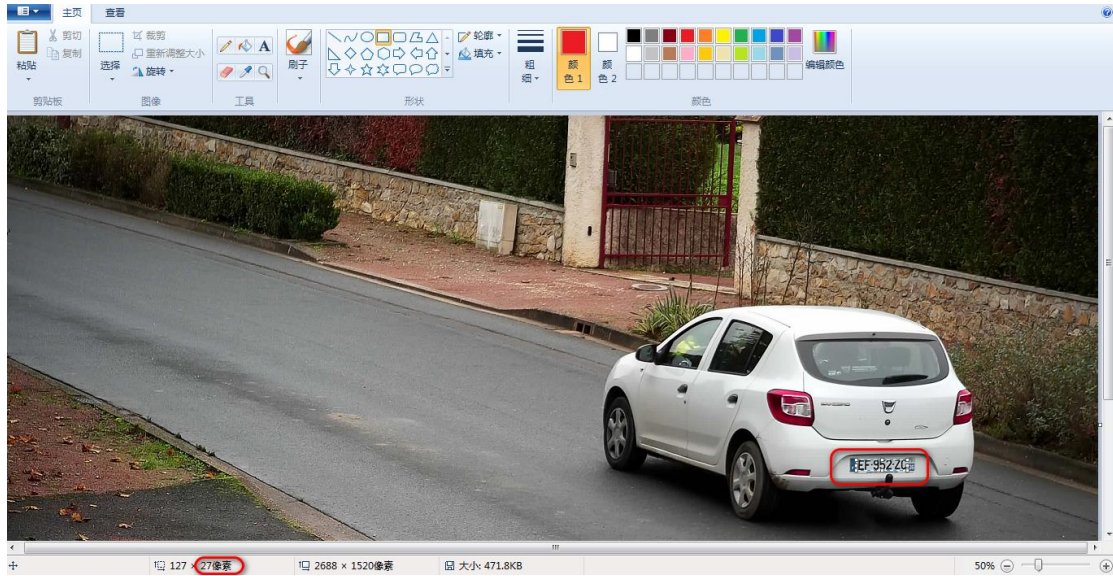 主页 查看
剪切
复制
粘贴
剪贴板
选择
裁剪
重新调整大小
旋转
图像
A
工具
刷子
轮廓
填充
形状
粗细
颜色 1
颜色 2
编辑颜色
颜色
EF-952-ZC
127 × 27像素
2688 × 1520像素
大小: 471.8KB
50%